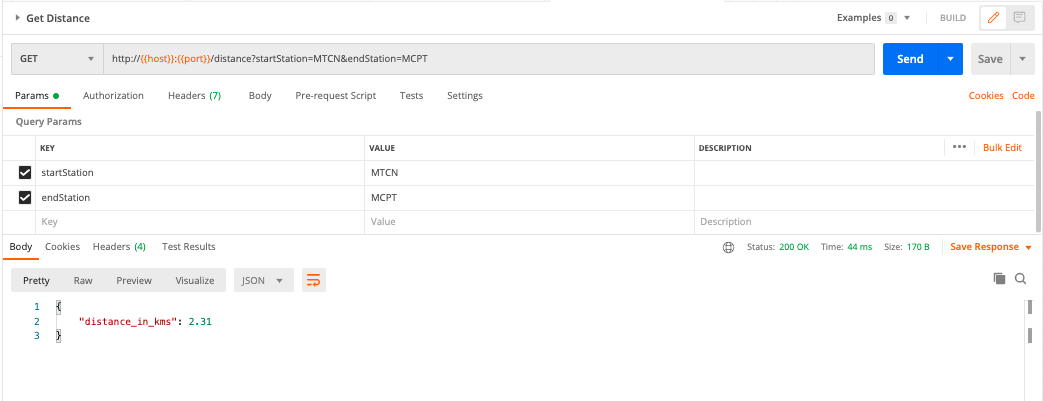 Get Distance Examples 0 BUILD
GET http://{{host}}:{{port}}/distance?startStation=MTCN&endStation=MCPT Send Save
Params Authorization Headers (7) Body Pre-request Script Tests Settings Cookies Code
Query Params
KEY VALUE DESCRIPTION ••• Bulk Edit
startStation MTCN
endStation MCPT
Key Value Description
Body Cookies Headers (4) Test Results Status: 200 OK Time: 44 ms Size: 170 B Save Response
Pretty Raw Preview Visualize JSON
1 {
2 "distance_in_kms": 2.31
3 }